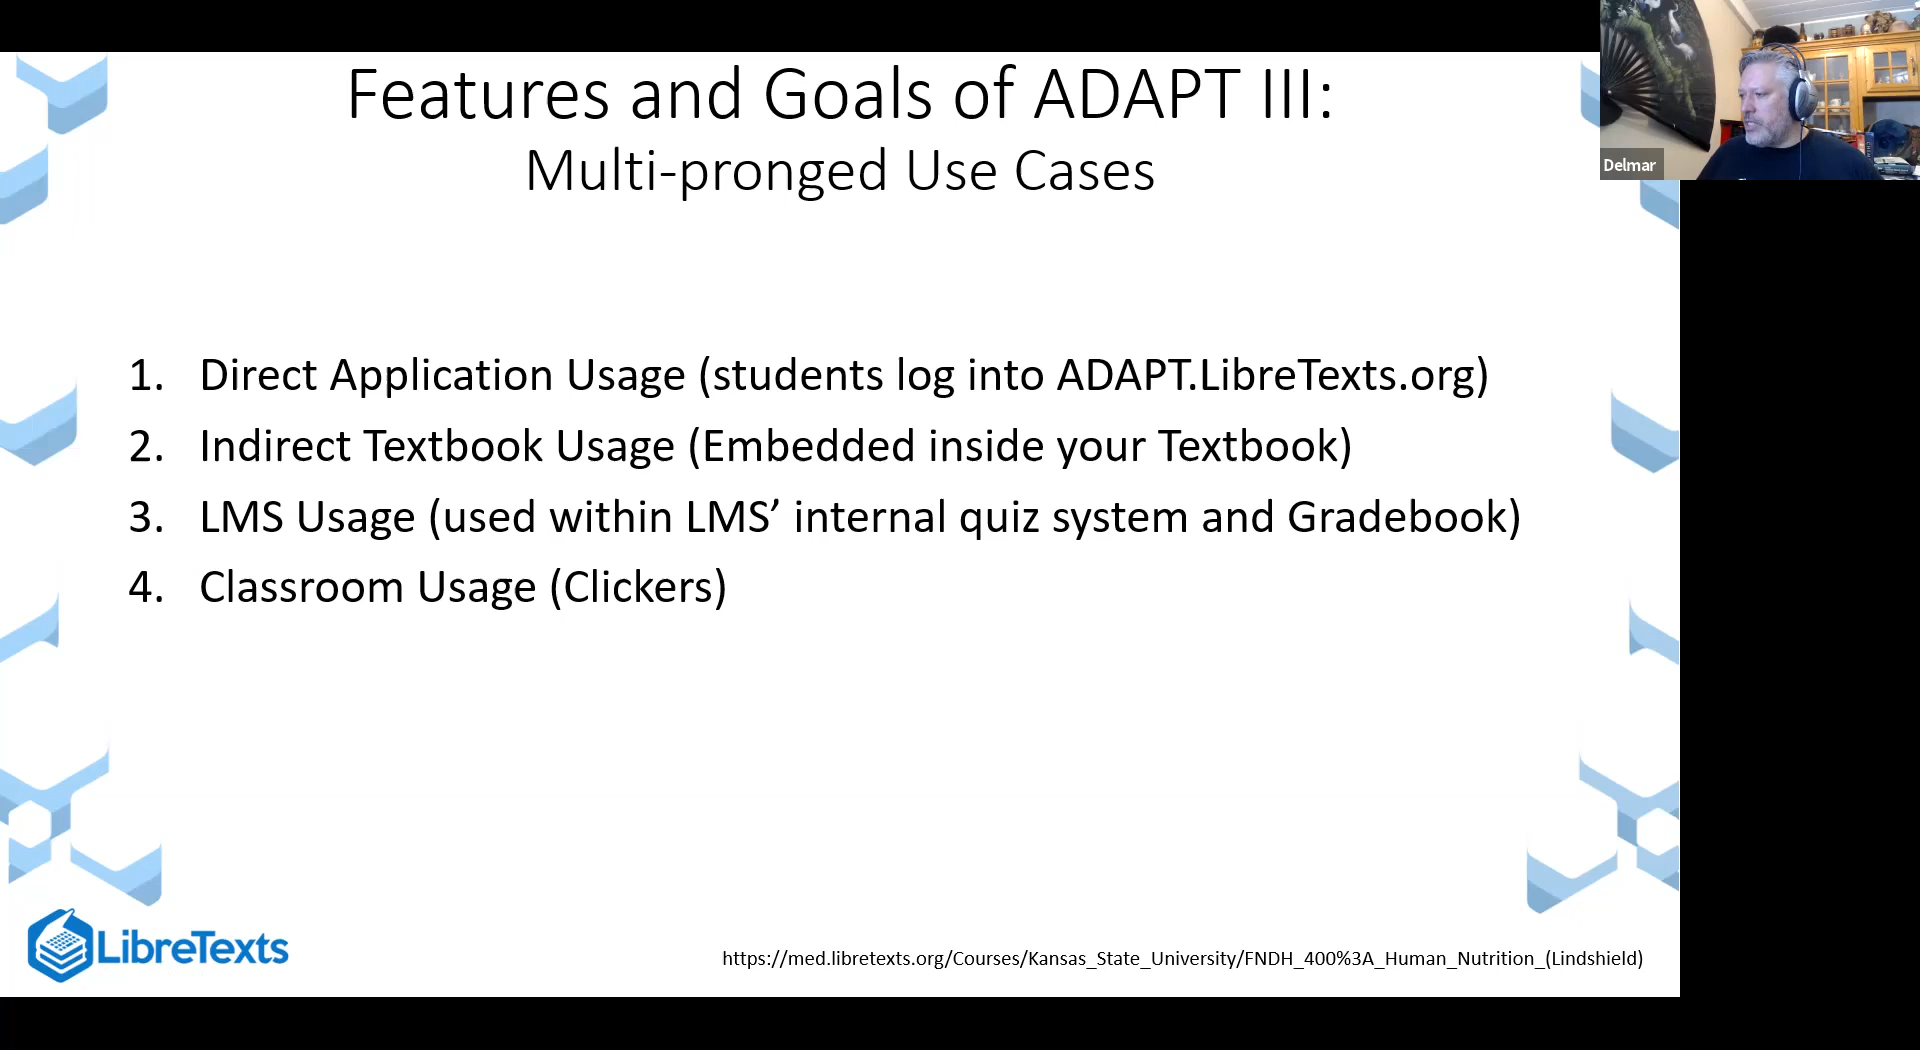 Features and Goals of ADAPT III:
Multi-pronged Use Cases
Delmar
1. Direct Application Usage (students log into ADAPT.LibreTexts.org)
2. Indirect Textbook Usage (Embedded inside your Textbook)
3. LMS Usage (used within LMS’ internal quiz system and Gradebook)
4. Classroom Usage (Clickers)
LibreTexts
https://med.libretexts.org/Courses/Kansas_State_University/FNDH_400%3A_Human_Nutrition_(Lindshield)